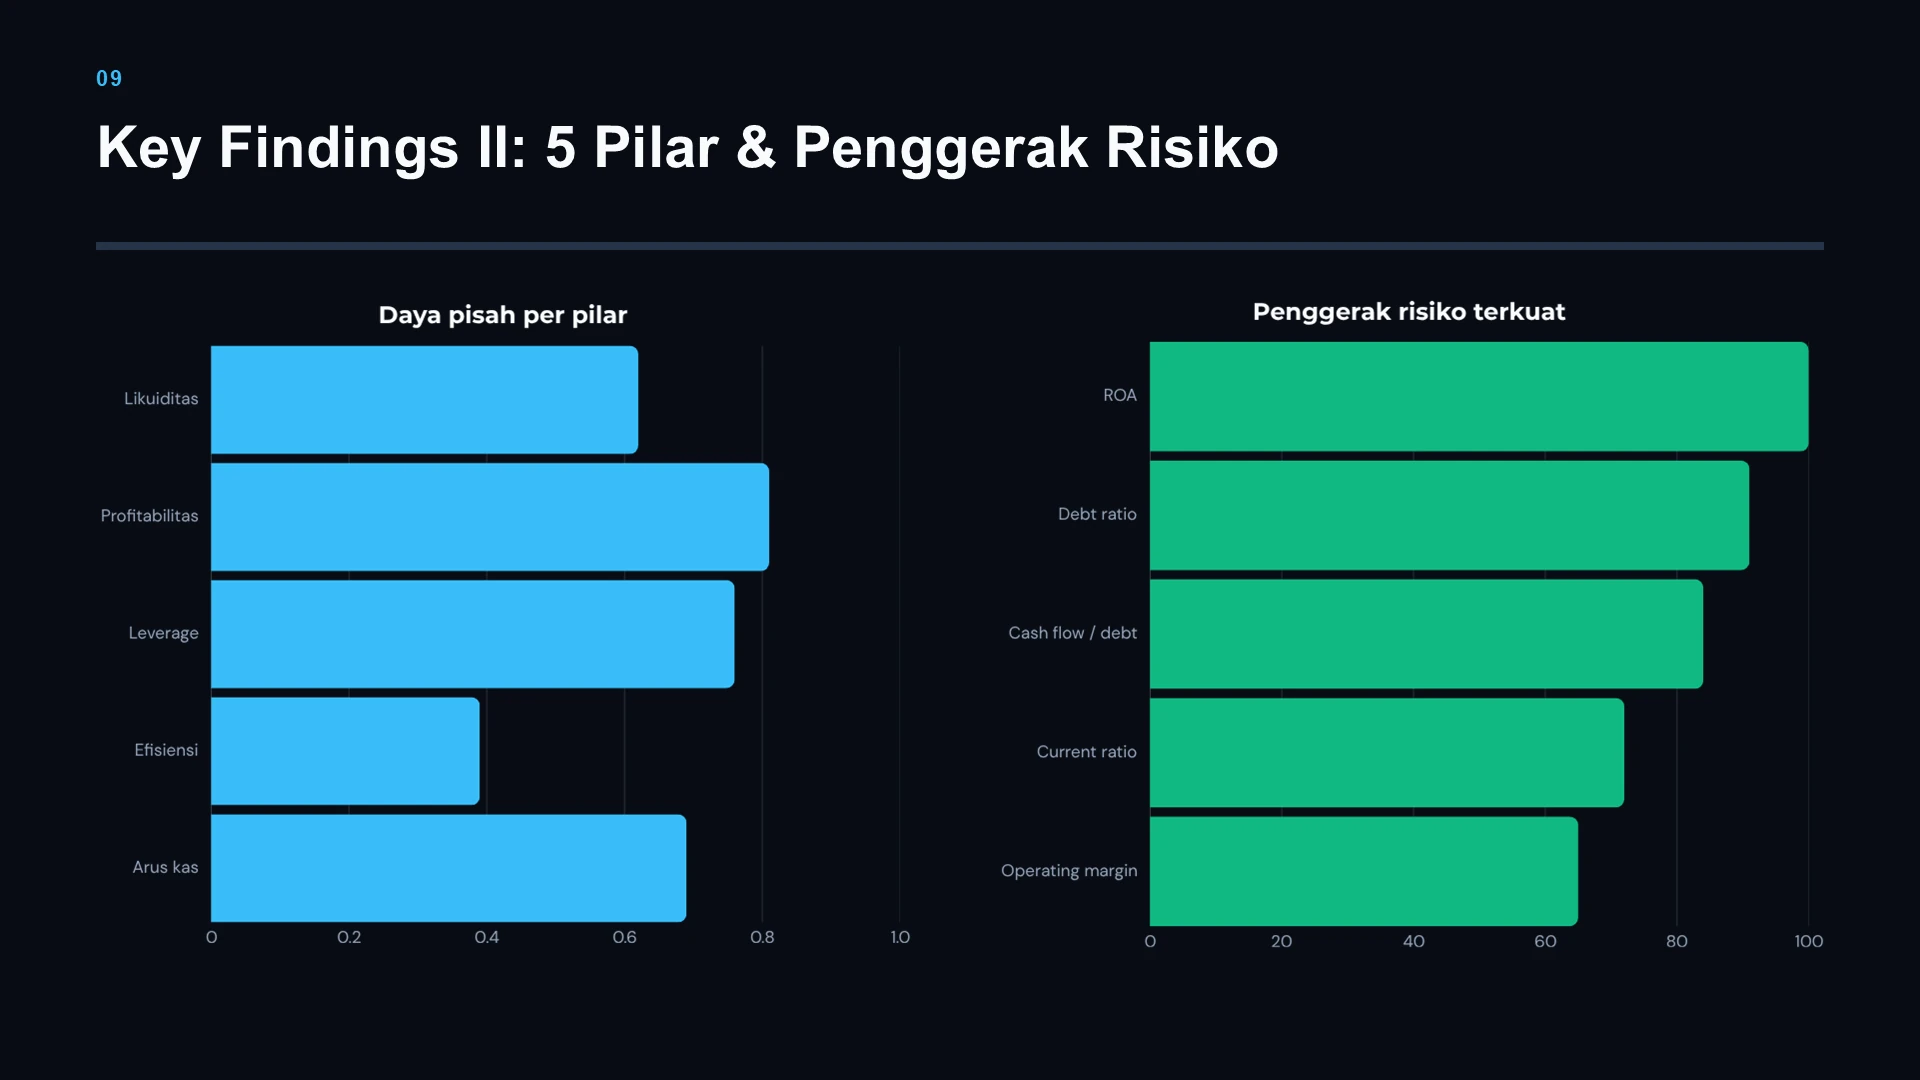 09
Key Findings II: 5 Pilar & Penggerak Risiko
Daya pisah per pilar
Likuiditas
Profitabilitas
Leverage
Efisiensi
Arus kas
0 0.2 0.4 0.6 0.8 1.0
Penggerak risiko terkuat
ROA
Debt ratio
Cash flow / debt
Current ratio
Operating margin
0 20 40 60 80 100